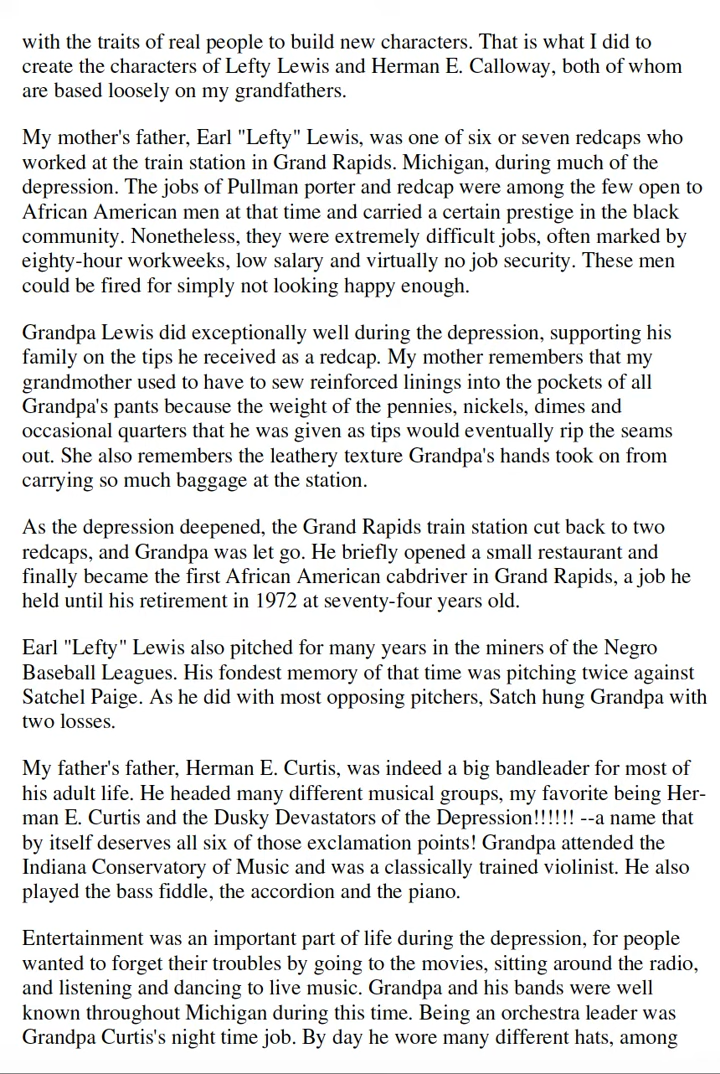 with the traits of real people to build new characters. That is what I did to
create the characters of Lefty Lewis and Herman E. Calloway, both of whom
are based loosely on my grandfathers.
My mother's father, Earl "Lefty" Lewis, was one of six or seven redcaps who
worked at the train station in Grand Rapids. Michigan, during much of the
depression. The jobs of Pullman porter and redcap were among the few open to
African American men at that time and carried a certain prestige in the black
community. Nonetheless, they were extremely difficult jobs, often marked by
eighty-hour workweeks, low salary and virtually no job security. These men
could be fired for simply not looking happy enough.
Grandpa Lewis did exceptionally well during the depression, supporting his
family on the tips he received as a redcap. My mother remembers that my
grandmother used to have to sew reinforced linings into the pockets of all
Grandpa's pants because the weight of the pennies, nickels, dimes and
occasional quarters that he was given as tips would eventually rip the seams
out. She also remembers the leathery texture Grandpa's hands took on from
carrying so much baggage at the station.
As the depression deepened, the Grand Rapids train station cut back to two
redcaps, and Grandpa was let go. He briefly opened a small restaurant and
finally became the first African American cabdriver in Grand Rapids, a job he
held until his retirement in 1972 at seventy-four years old.
Earl "Lefty" Lewis also pitched for many years in the miners of the Negro
Baseball Leagues. His fondest memory of that time was pitching twice against
Satchel Paige. As he did with most opposing pitchers, Satch hung Grandpa with
two losses.
My father's father, Herman E. Curtis, was indeed a big bandleader for most of
his adult life. He headed many different musical groups, my favorite being Her-
man E. Curtis and the Dusky Devastators of the Depression!!!!!! --a name that
by itself deserves all six of those exclamation points! Grandpa attended the
Indiana Conservatory of Music and was a classically trained violinist. He also
played the bass fiddle, the accordion and the piano.
Entertainment was an important part of life during the depression, for people
wanted to forget their troubles by going to the movies, sitting around the radio,
and listening and dancing to live music. Grandpa and his bands were well
known throughout Michigan during this time. Being an orchestra leader was
Grandpa Curtis's night time job. By day he wore many different hats, among